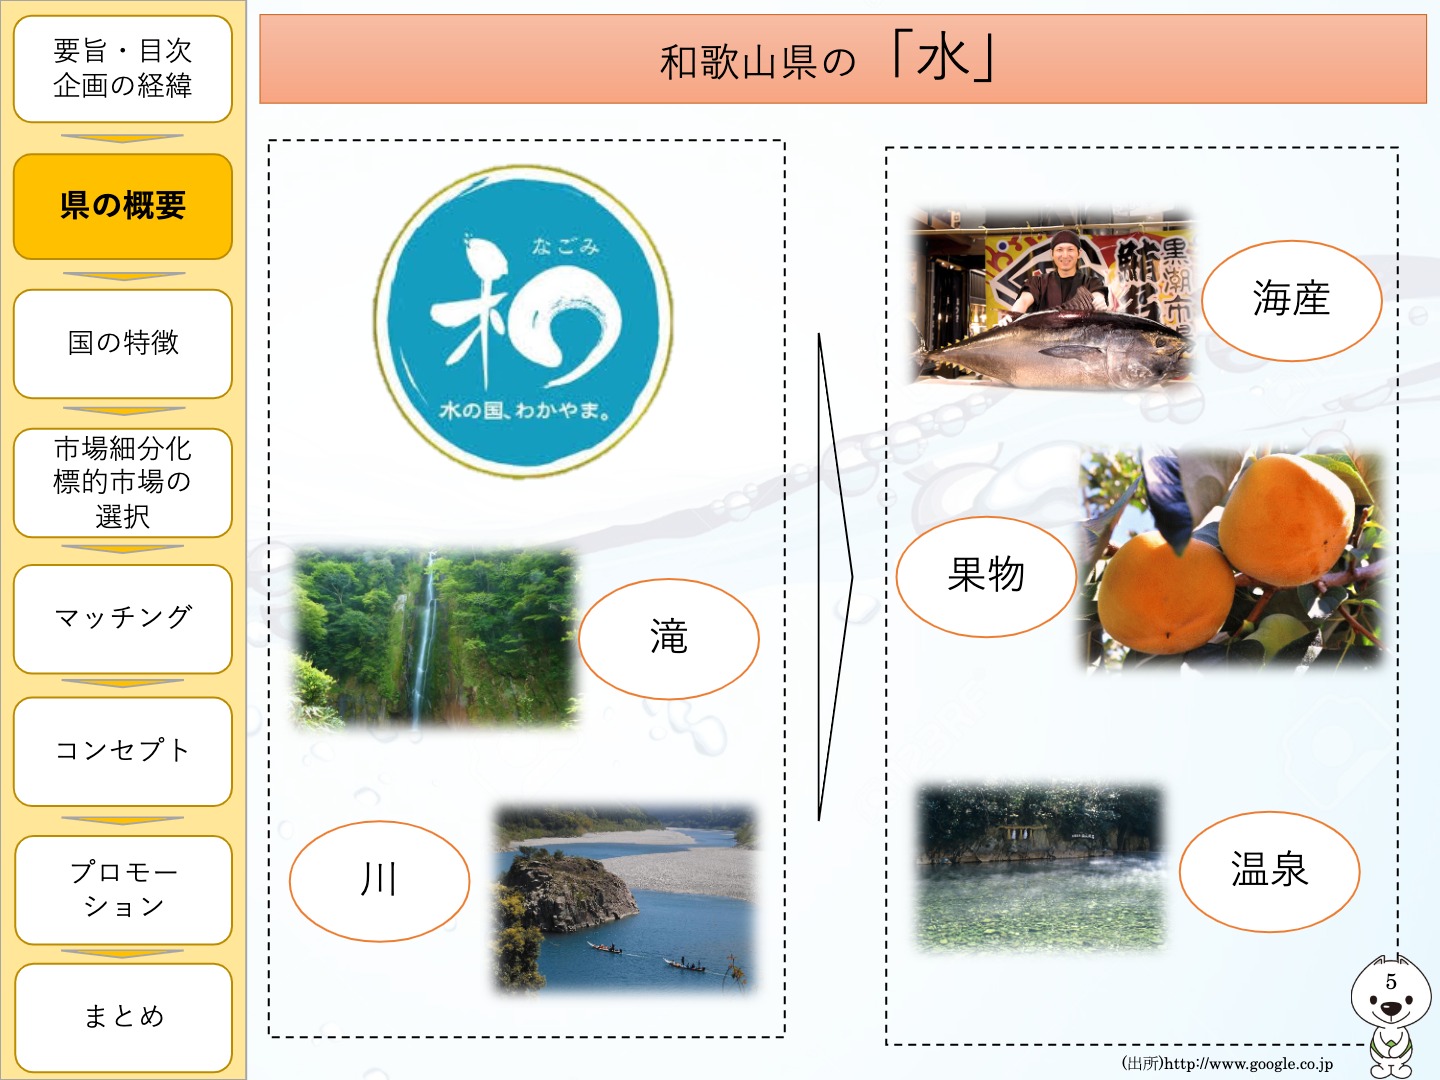 要旨・目次
企画の経緯
県の概要
国の特徴
市場細分化
標的市場の
選択
マッチング
コンセプト
プロモー
ション
まとめ
和歌山県の「水」
なごみ
和
水の国、わかやま。
滝
川
黒潮市場
海産
果物
温泉
5
(出所)http://www.google.co.jp